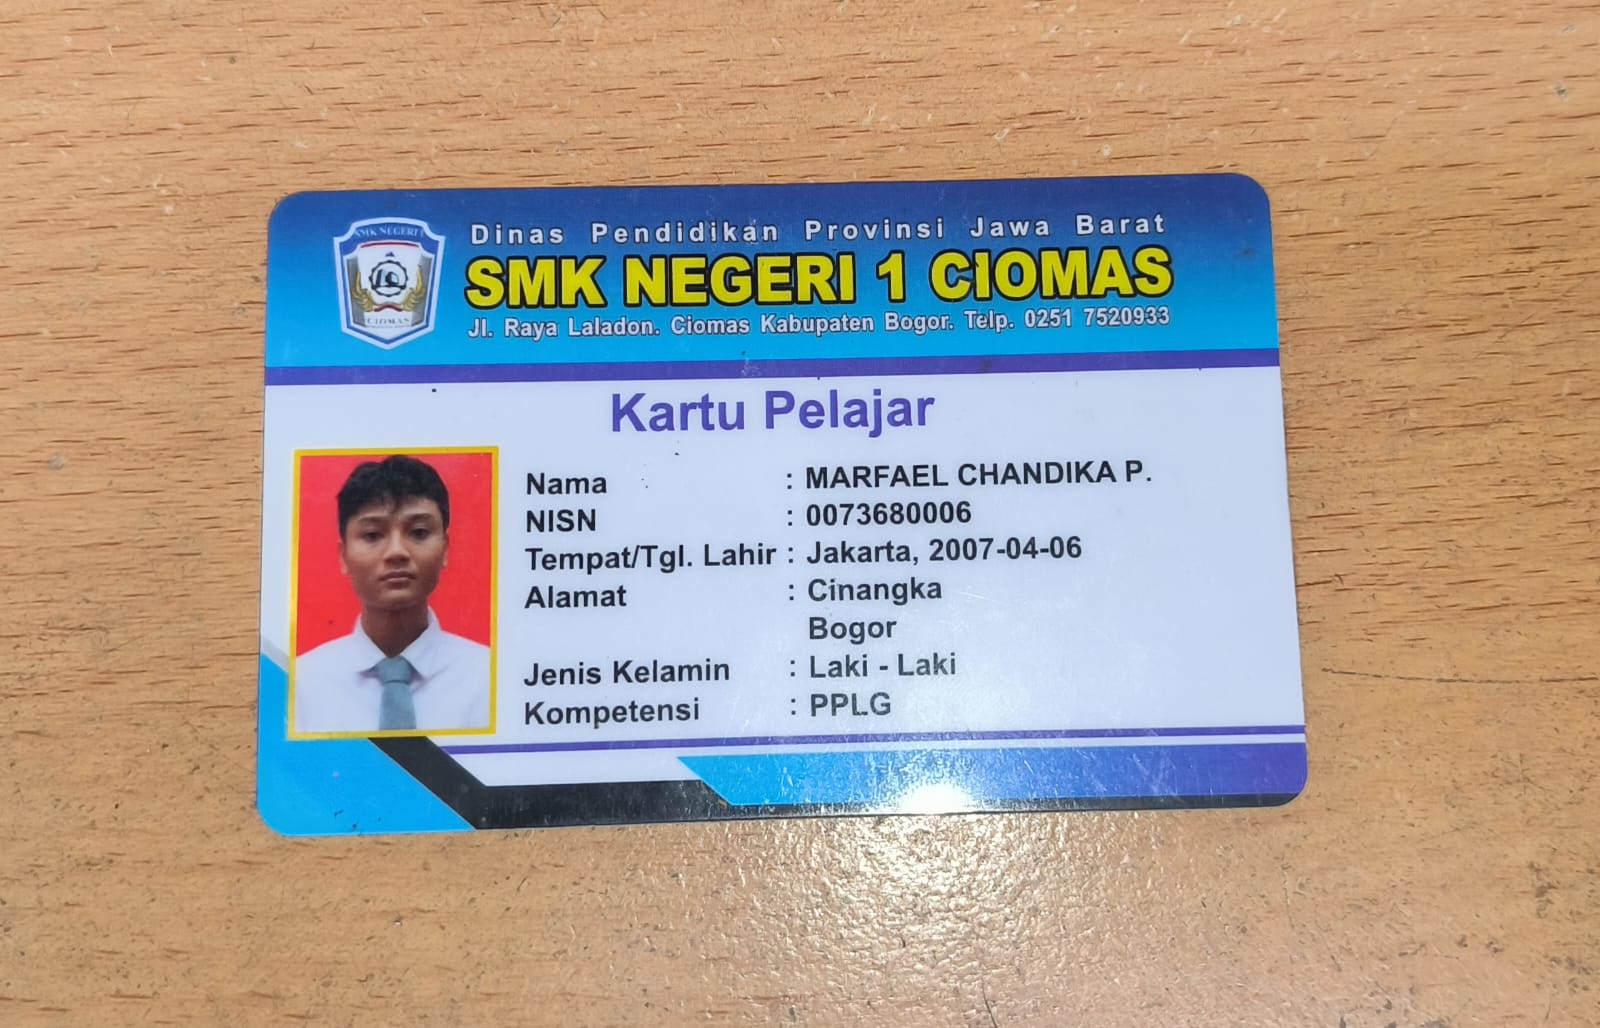 SMK NEGERI 1
CIOMAS
Dinas Pendidikan Provinsi Jawa Barat
SMK NEGERI 1 CIOMAS
Jl. Raya Laladon. Ciomas Kabupaten Bogor. Telp. 0251 7520933
Kartu Pelajar
Nama : MARFAEL CHANDIKA P.
NISN : 0073680006
Tempat/Tgl. Lahir : Jakarta, 2007-04-06
Alamat : Cinangka
Bogor
Jenis Kelamin : Laki - Laki
Kompetensi : PPLG